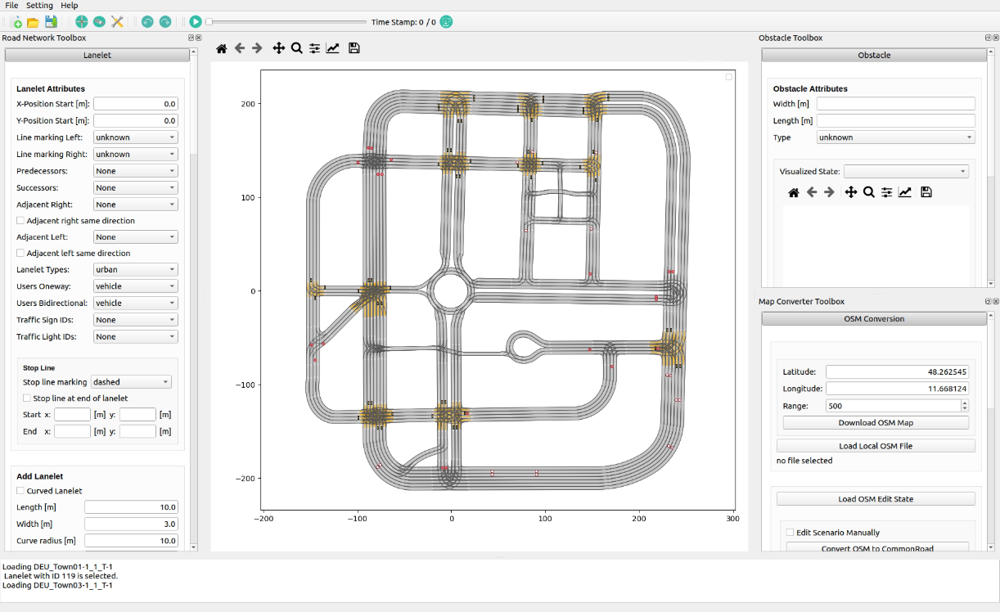 File Setting Help
Time Stamp: 0 / 0
Road Network Toolbox
Lanelet
Lanelet Attributes
X-Position Start [m]: 0.0
Y-Position Start [m]: 0.0
Line marking Left: unknown
Line marking Right: unknown
Predecessors: None
Successors: None
Adjacent Right: None
Adjacent right same direction
Adjacent Left: None
Adjacent left same direction
Lanelet Types: urban
Users Oneway: vehicle
Users Bidirectional: vehicle
Traffic Sign IDs: None
Traffic Light IDs: None
Stop Line
Stop line marking dashed
Stop line at end of lanelet
Start x: [m] y: [m]
End x: [m] y: [m]
Add Lanelet
Curved Lanelet
Length [m] 10.0
Width [m] 3.0
Curve radius [m] 10.0
200
100
0
−100
−200
−200 −100 0 100 200 300
Obstacle Toolbox
Obstacle
Obstacle Attributes
Width [m]
Length [m]
Type unknown
Visualized State:
Map Converter Toolbox
OSM Conversion
Latitude: 48.262545
Longitude: 11.668124
Range: 500
Download OSM Map
Load Local OSM File
no file selected
Load OSM Edit State
Edit Scenario Manually
Convert OSM to CommonRoad
Loading DEU_Town01-1_1_T-1
Lanelet with ID 119 is selected.
Loading DEU_Town03-1_1_T-1